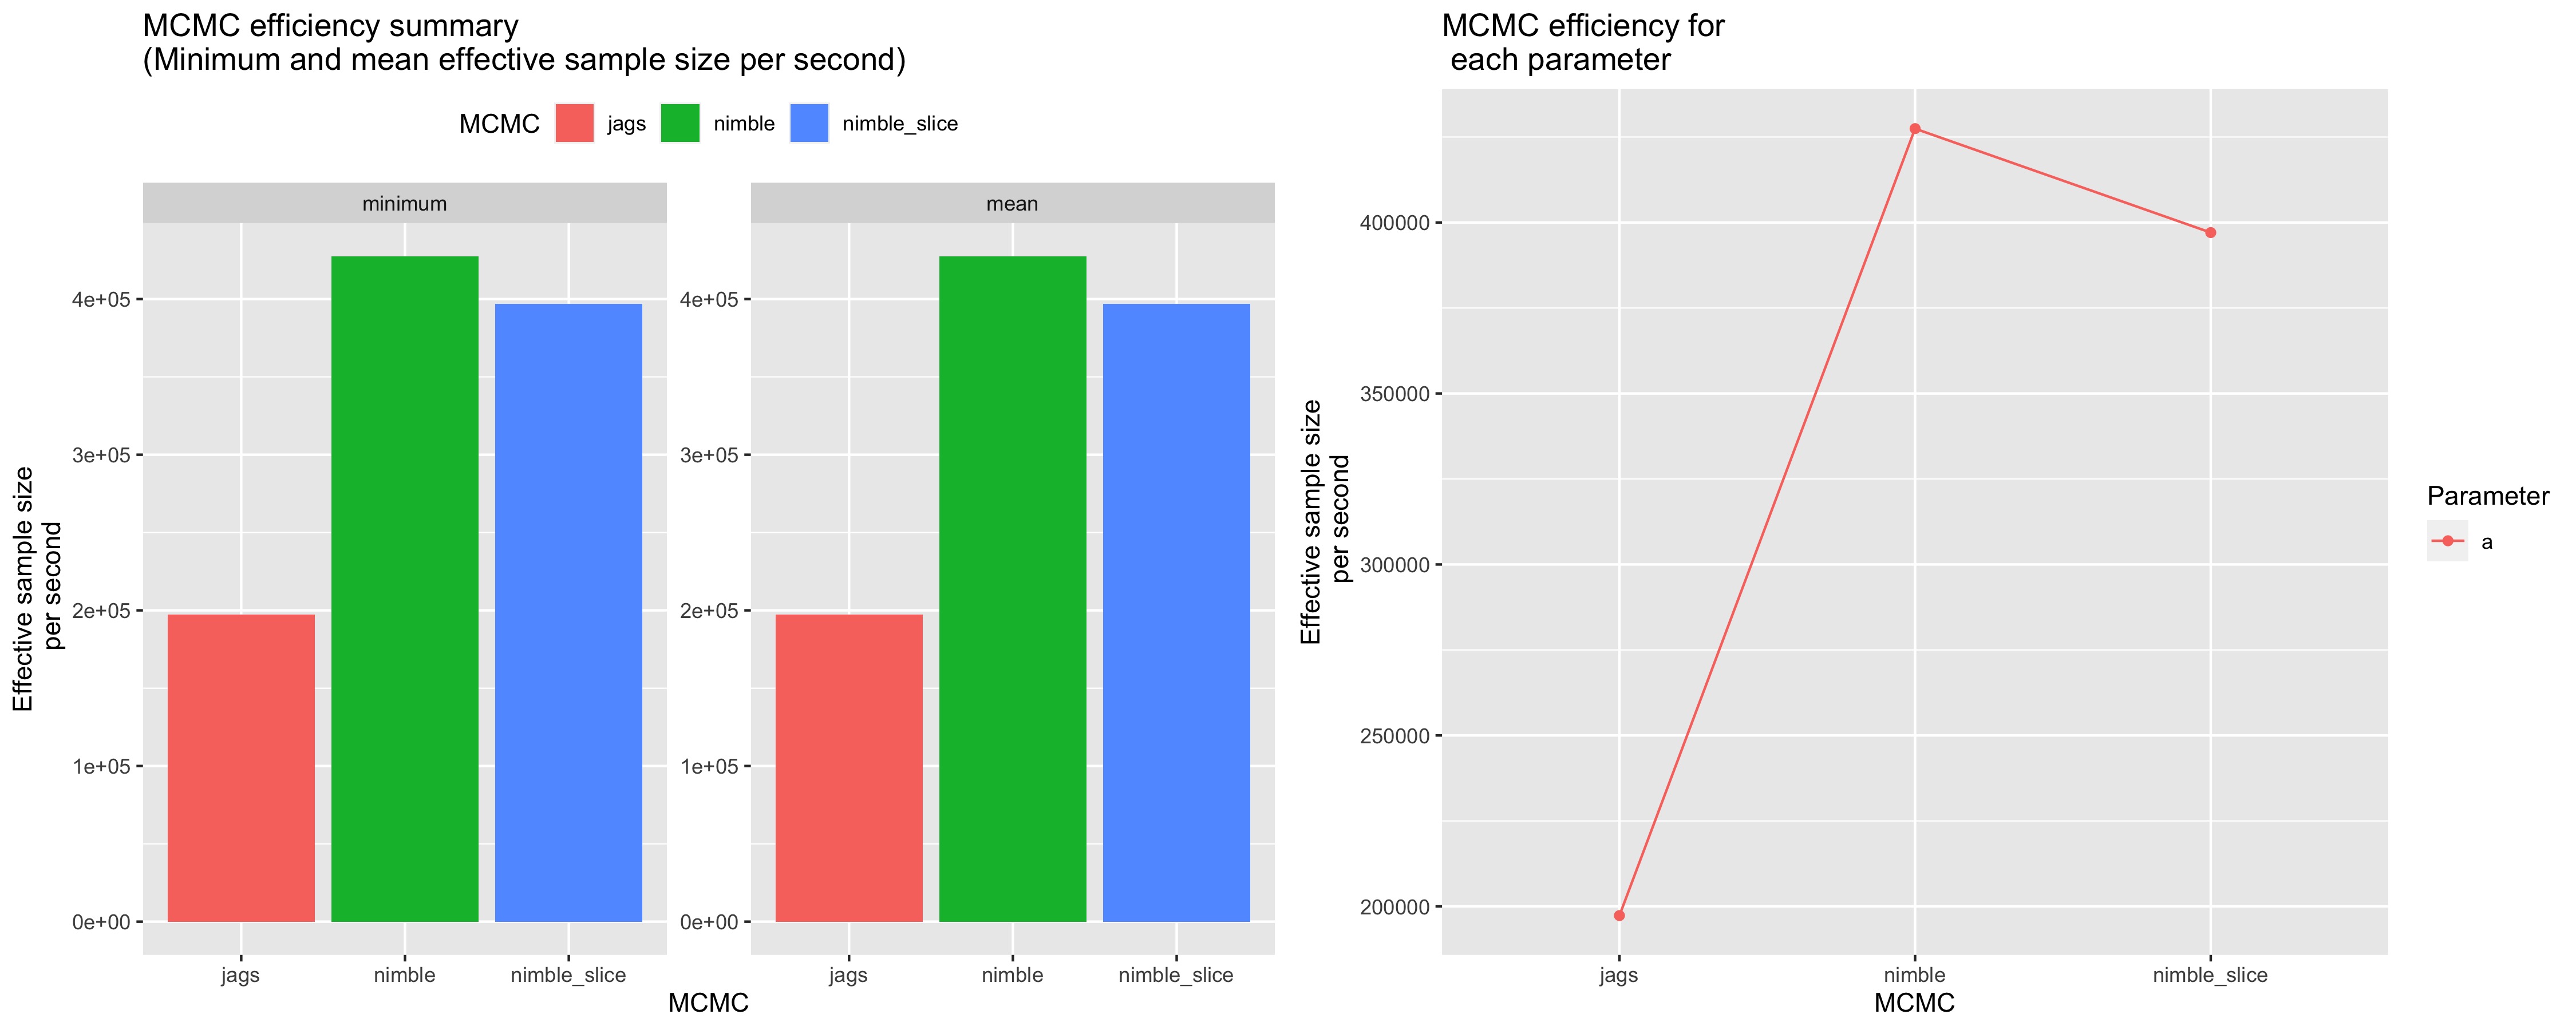 MCMC efficiency summary
(Minimum and mean effective sample size per second)
MCMC jags nimble nimble_slice
minimum
mean
Effective sample size
per second
4e+05
3e+05
2e+05
1e+05
0e+00
4e+05
3e+05
2e+05
1e+05
0e+00
jags nimble nimble_slice
jags nimble nimble_slice
MCMC
MCMC efficiency for
each parameter
Effective sample size
per second
400000
350000
300000
250000
200000
jags nimble nimble_slice
MCMC
Parameter
a